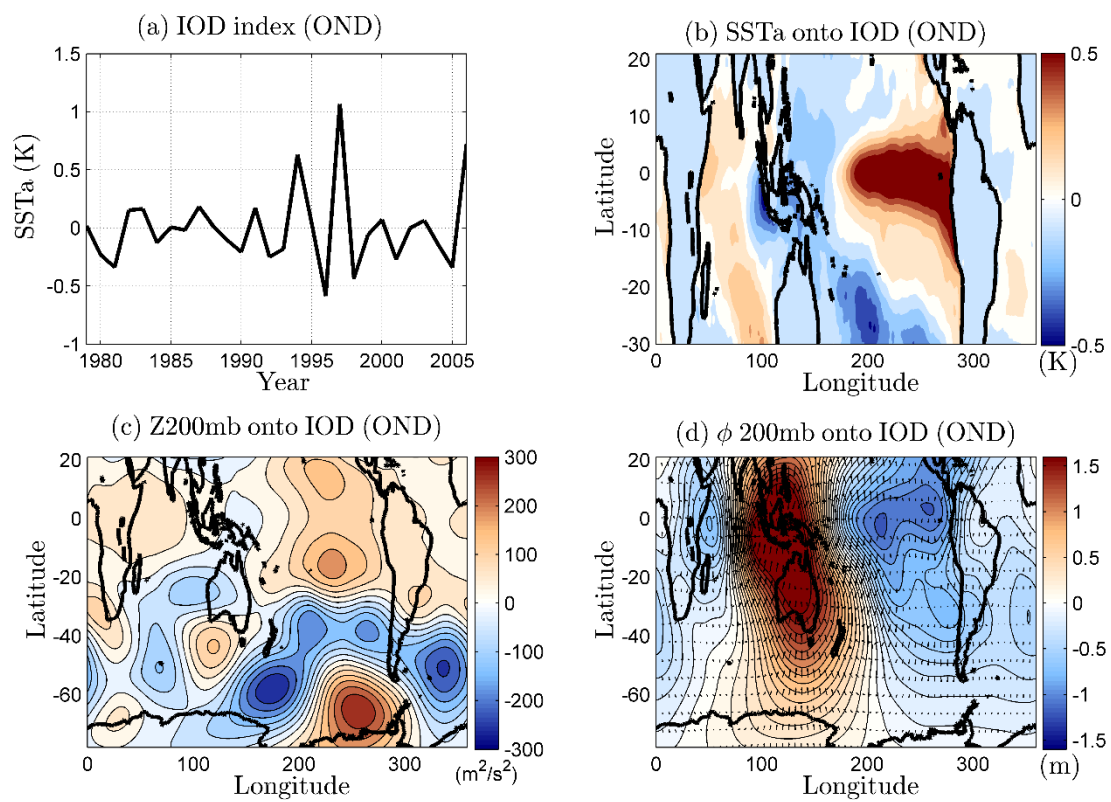 (a) IOD index (OND)
1.5
1
0.5
0
-0.5
-1
SSTa (K)
1980 1985 1990 1995 2000 2005
Year
(b) SSTa onto IOD (OND)
20
10
0
-10
-20
-30
Latitude
0 100 200 300
Longitude
0.5
0
-0.5
(K)
(c) Z200mb onto IOD (OND)
20
0
-20
-40
-60
Latitude
0 100 200 300
Longitude
300
200
100
0
-100
-200
-300
(m²/s²)
(d) ϕ 200mb onto IOD (OND)
20
0
-20
-40
-60
Latitude
0 100 200 300
Longitude
1.5
1
0.5
0
-0.5
-1
-1.5
(m)